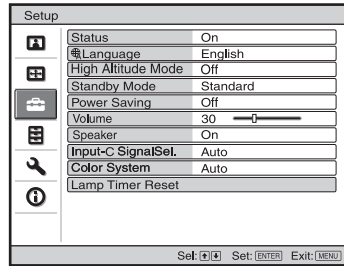 Setup
Status On
Language English
High Altitude Mode Off
Standby Mode Standard
Power Saving Off
Volume 30
Speaker On
Input-C SignalSel. Auto
Color System Auto
Lamp Timer Reset
Sel: Set: ENTER Exit: MENU